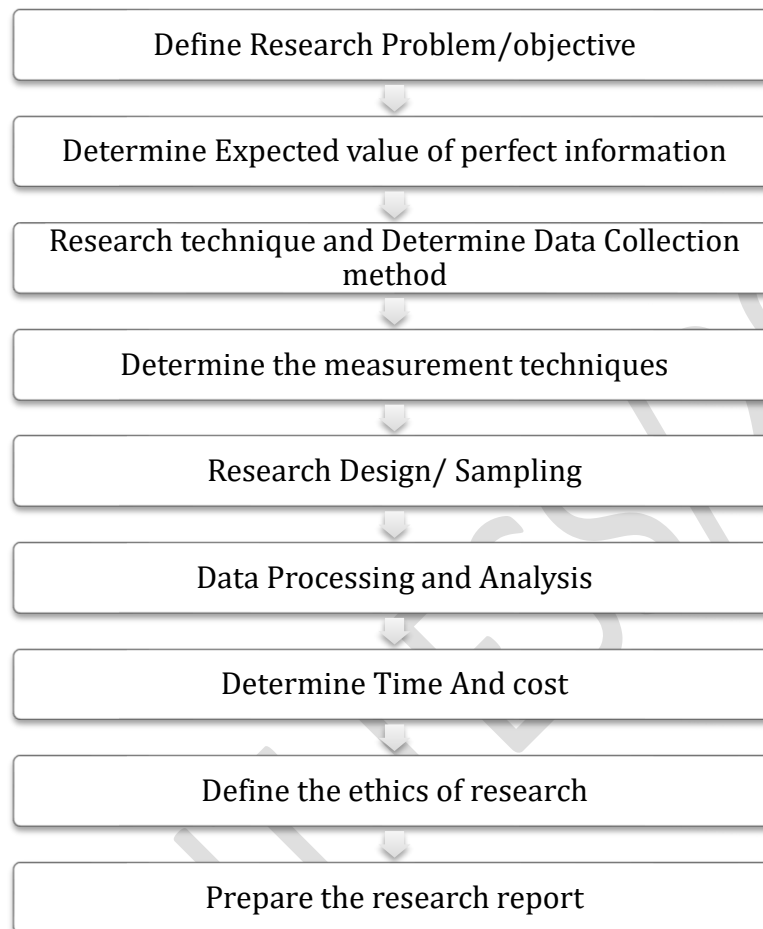 Define Research Problem/objective
Determine Expected value of perfect information
Research technique and Determine Data Collection
method
Determine the measurement techniques
Research Design/ Sampling
Data Processing and Analysis
Determine Time And cost
Define the ethics of research
Prepare the research report